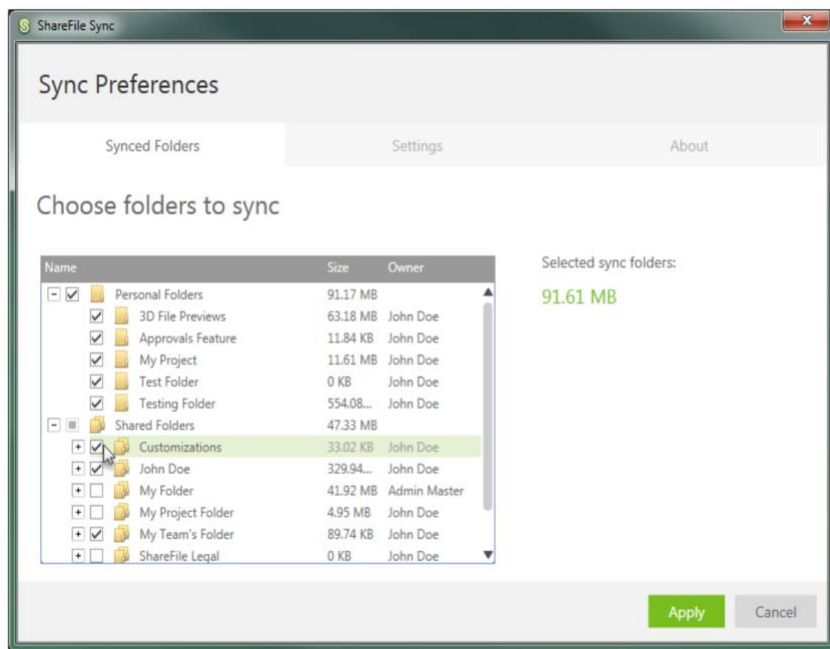 ShareFile Sync
Sync Preferences
Synced Folders Settings About
Choose folders to sync
Name Size Owner
Personal Folders 91.17 MB
3D File Previews 63.18 MB John Doe
Approvals Feature 11.84 KB John Doe
My Project 11.61 MB John Doe
Test Folder 0 KB John Doe
Testing Folder 554.08... John Doe
Shared Folders 47.33 MB
Customizations 33.02 KB John Doe
John Doe 329.94... John Doe
My Folder 41.92 MB Admin Master
My Project Folder 4.95 MB John Doe
My Team's Folder 89.74 KB John Doe
ShareFile Legal 0 KB John Doe
Selected sync folders:
91.61 MB
Apply Cancel